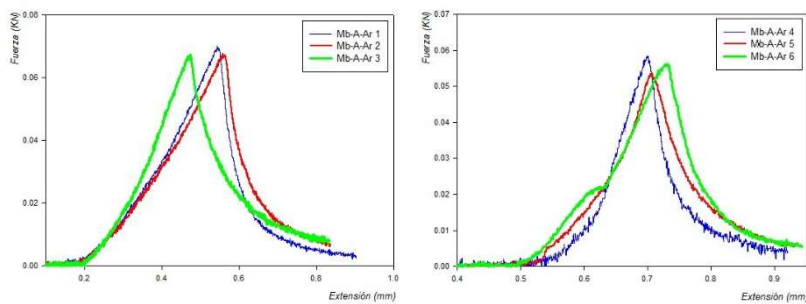 Fuerza (KN)
0.08
0.06
0.04
0.02
0.00
0.1
0.2
0.4
0.6
0.8
1.0
Extensión (mm)
Mb-A-Ar 1
Mb-A-Ar 2
Mb-A-Ar 3
Fuerza (KN)
0.07
0.06
0.05
0.04
0.03
0.02
0.01
0.00
0.4
0.5
0.6
0.7
0.8
0.9
Extensión (mm)
Mb-A-Ar 4
Mb-A-Ar 5
Mb-A-Ar 6